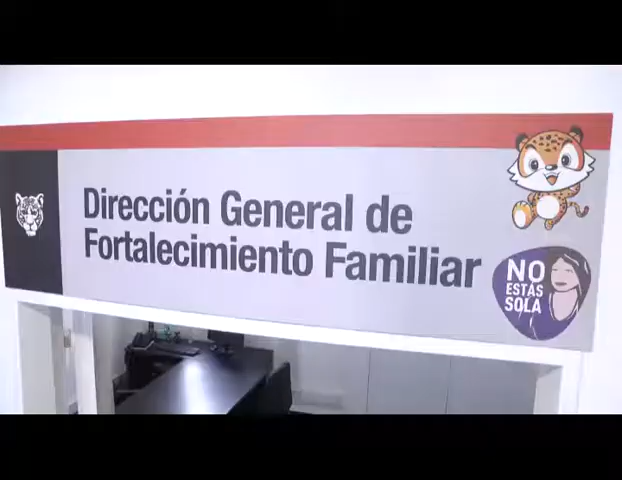 Dirección General de
Fortalecimiento Familiar
NO
ESTÁS
SOLA